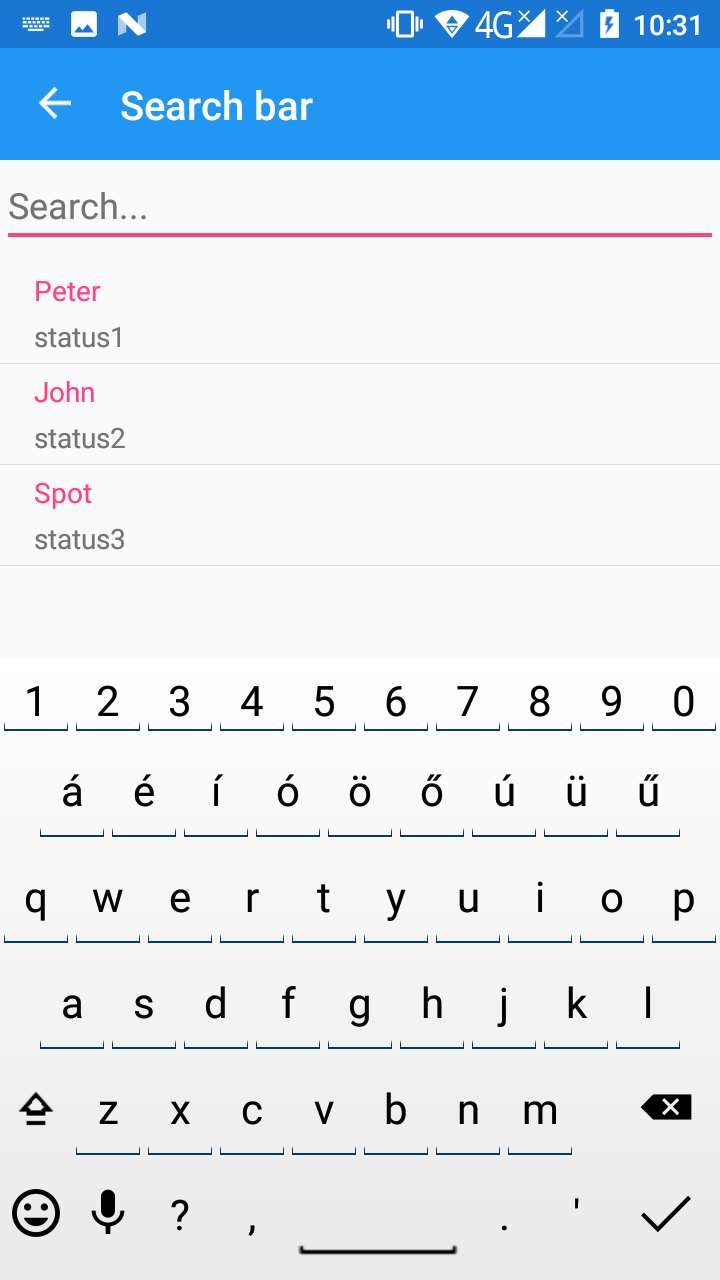 4G 10:31
Search bar
Search...
Peter
status1
John
status2
Spot
status3
1 2 3 4 5 6 7 8 9 0
á é í ó ö ő ú ü ű
q w e r t y u i o p
a s d f g h j k l
z x c v b n m
? , . '